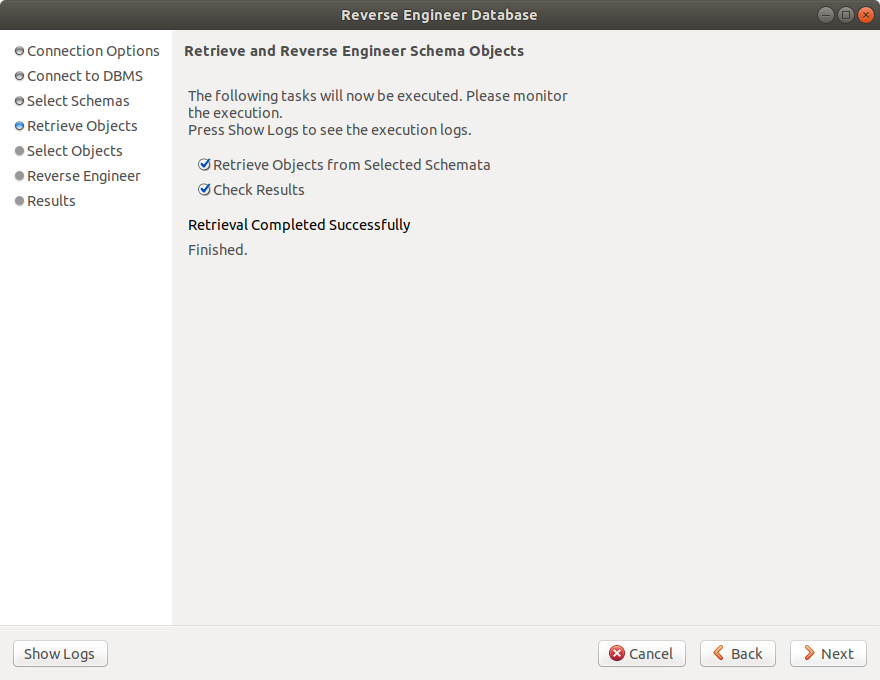 Reverse Engineer Database
Connection Options
Connect to DBMS
Select Schemas
Retrieve Objects
Select Objects
Reverse Engineer
Results
Retrieve and Reverse Engineer Schema Objects
The following tasks will now be executed. Please monitor
the execution.
Press Show Logs to see the execution logs.
Retrieve Objects from Selected Schemata
Check Results
Retrieval Completed Successfully
Finished.
Show Logs
Cancel
Back
Next